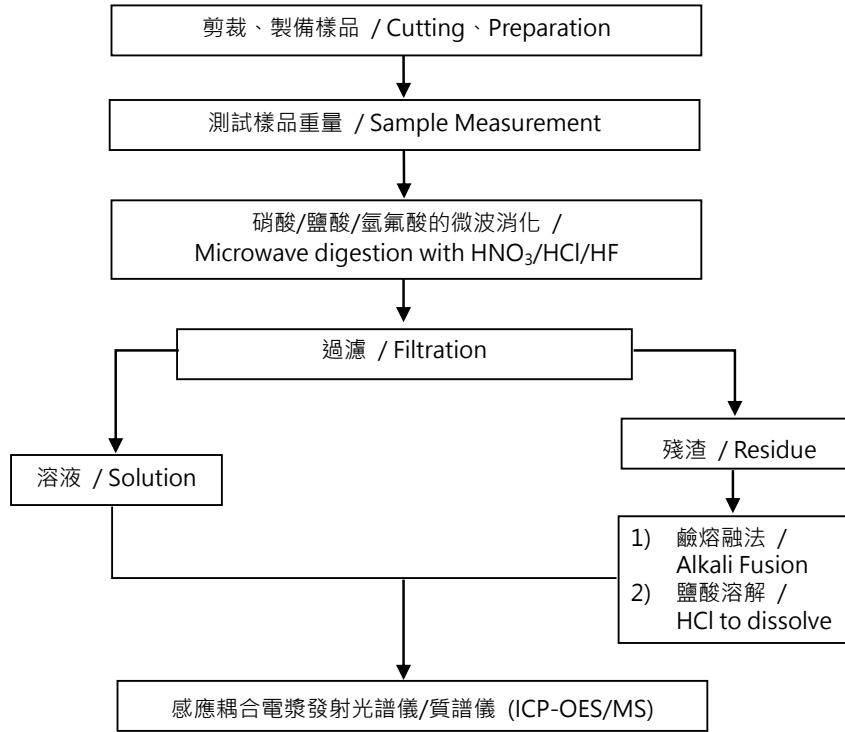 剪裁、製備樣品 / Cutting、Preparation
測試樣品重量 / Sample Measurement
硝酸/鹽酸/氫氟酸的微波消化 /
Microwave digestion with HNO₃/HCl/HF
過濾 / Filtration
溶液 / Solution
殘渣 / Residue
1) 鹼熔融法 /
Alkali Fusion
2) 鹽酸溶解 /
HCl to dissolve
感應耦合電漿發射光譜儀/質譜儀 (ICP-OES/MS)